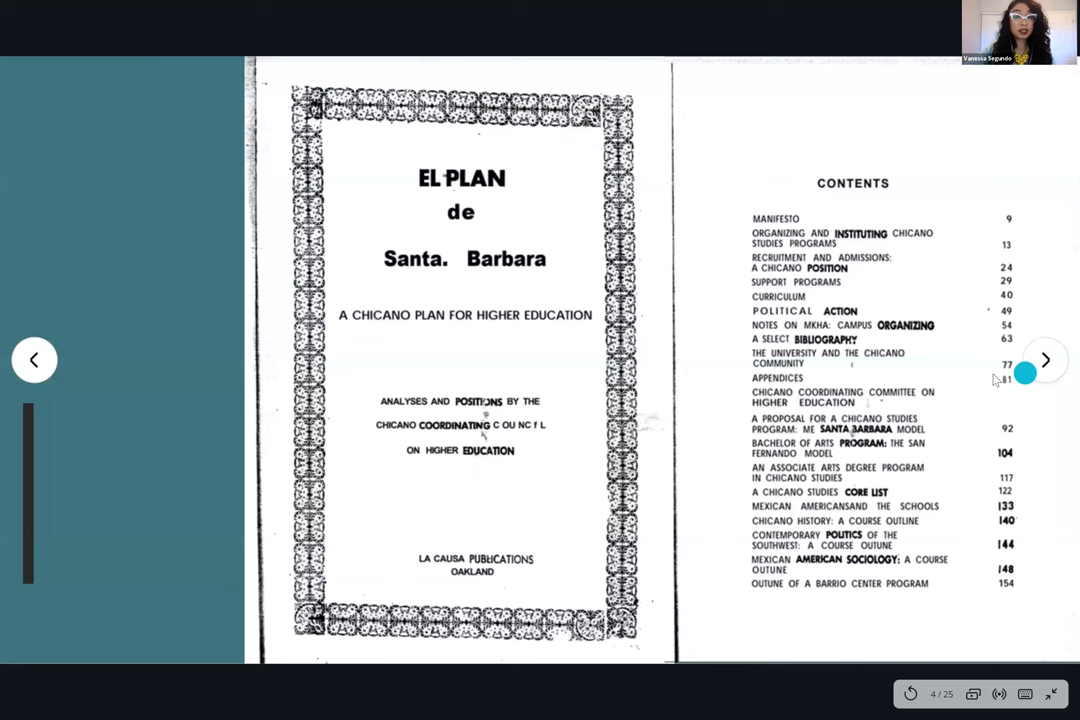 Vanessa Segundo
EL PLAN
de
Santa. Barbara
A CHICANO PLAN FOR HIGHER EDUCATION
ANALYSES AND POSITIONS BY THE
CHICANO COORDINATING C OU NC f L
ON HIGHER EDUCATION
LA CAUSA PUBLICATIONS
OAKLAND
CONTENTS
MANIFESTO 9
ORGANIZING AND INSTITUTING CHICANO
STUDIES PROGRAMS 13
RECRUITMENT AND ADMISSIONS:
A CHICANO POSITION 24
SUPPORT PROGRAMS 29
CURRICULUM 40
POLITICAL ACTION 49
NOTES ON MKHA: CAMPUS ORGANIZING 54
A SELECT BIBLIOGRAPHY 63
THE UNIVERSITY AND THE CHICANO
COMMUNITY 77
APPENDICES 81
CHICANO COORDINATING COMMITTEE ON
HIGHER EDUCATION
A PROPOSAL FOR A CHICANO STUDIES
PROGRAM: ME SANTA BARBARA MODEL 92
BACHELOR OF ARTS PROGRAM: THE SAN
FERNANDO MODEL 104
AN ASSOCIATE ARTS DEGREE PROGRAM
IN CHICANO STUDIES 117
A CHICANO STUDIES CORE LIST 122
MEXICAN AMERICANSAND THE SCHOOLS 133
CHICANO HISTORY: A COURSE OUTLINE 140
CONTEMPORARY POLITICS OF THE
SOUTHWEST: A COURSE OUTUNE 144
MEXICAN AMERICAN SOCIOLOGY: A COURSE
OUTUNE 148
OUTUNE OF A BARRIO CENTER PROGRAM 154
4 / 25